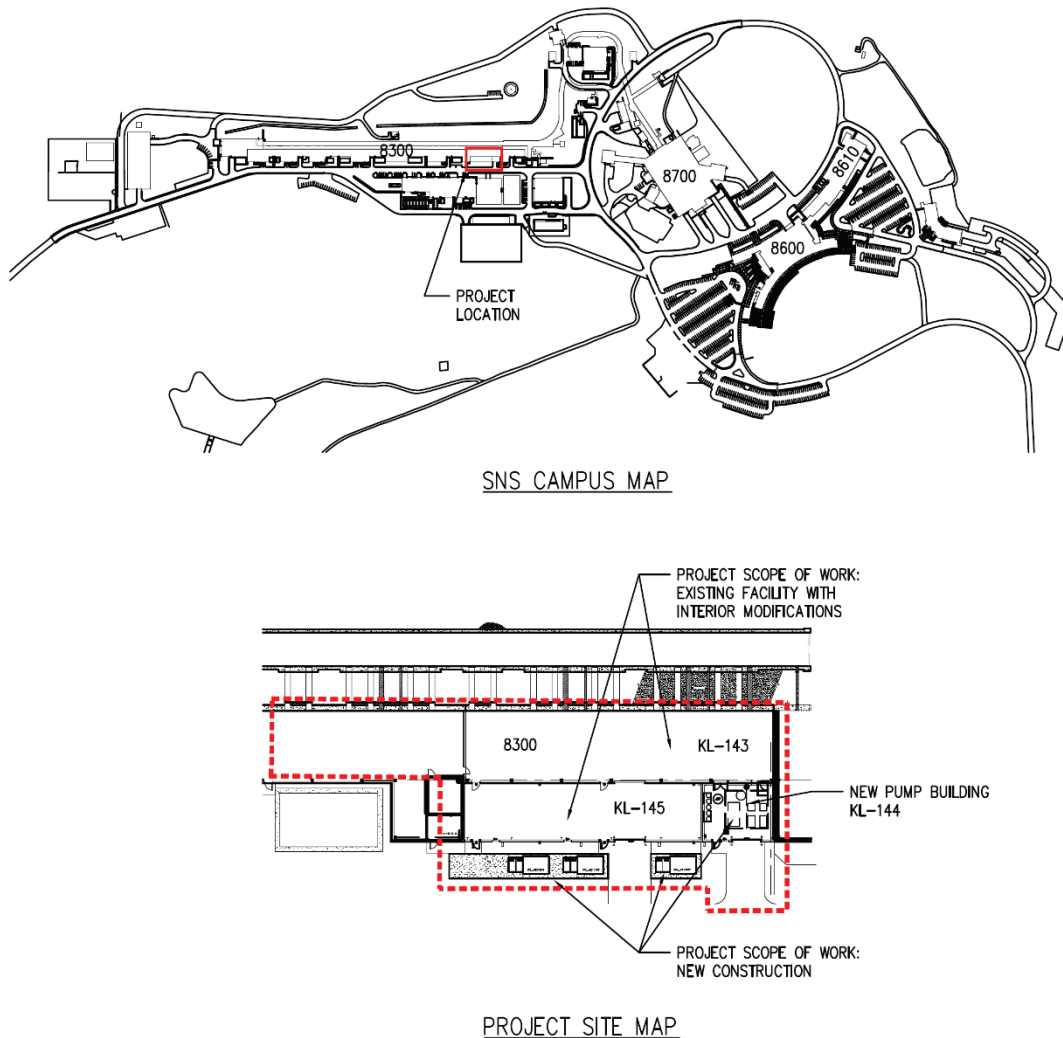 8300
8700
8610
8600
PROJECT
LOCATION
SNS CAMPUS MAP
PROJECT SCOPE OF WORK:
EXISTING FACILITY WITH
INTERIOR MODIFICATIONS
8300
KL-143
KL-145
NEW PUMP BUILDING
KL-144
PROJECT SCOPE OF WORK:
NEW CONSTRUCTION
PROJECT SITE MAP